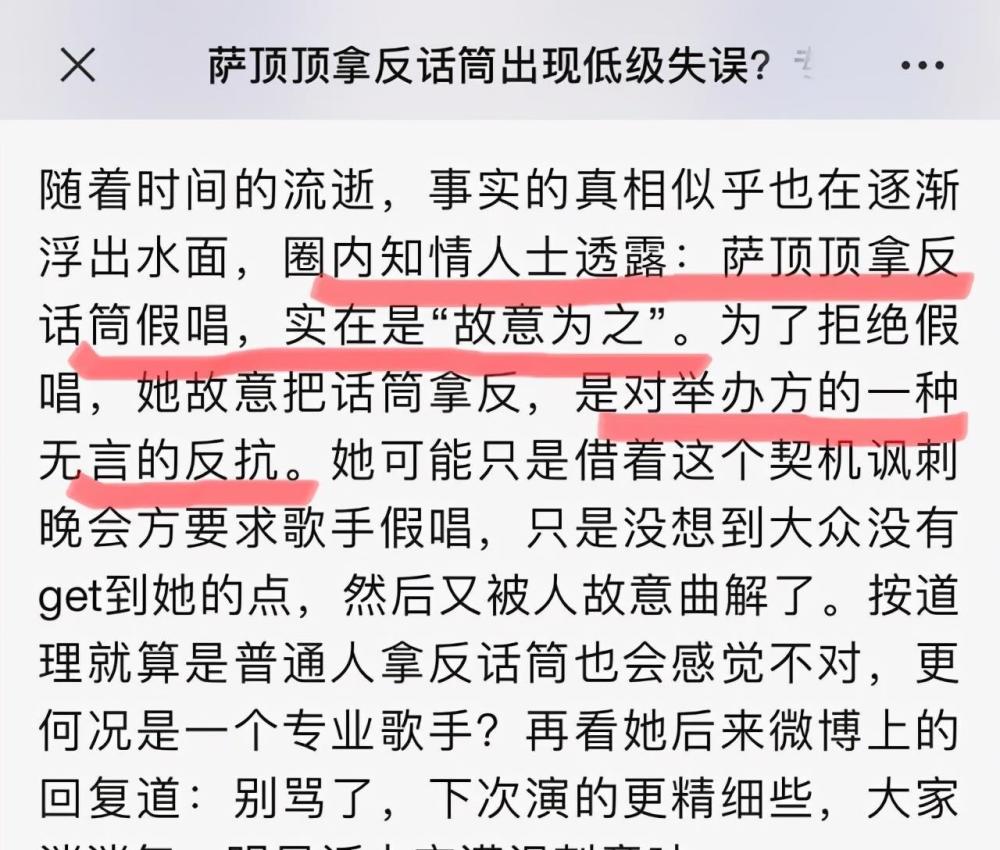 萨顶顶拿反话筒出现低级失误?
随着时间的流逝，事实的真相似乎也在逐渐
浮出水面，圈内知情人士透露：萨顶顶拿反
话筒假唱，实在是“故意为之”。为了拒绝假
唱，她故意把话筒拿反，是对举办方的一种
无言的反抗。她可能只是借着这个契机讽刺
晚会方要求歌手假唱，只是没想到大众没有
get到她的点，然后又被人故意曲解了。按道
理就算是普通人拿反话筒也会感觉不对，更
何况是一个专业歌手？再看她后来微博上的
回复道：别骂了，下次演的更精细些，大家